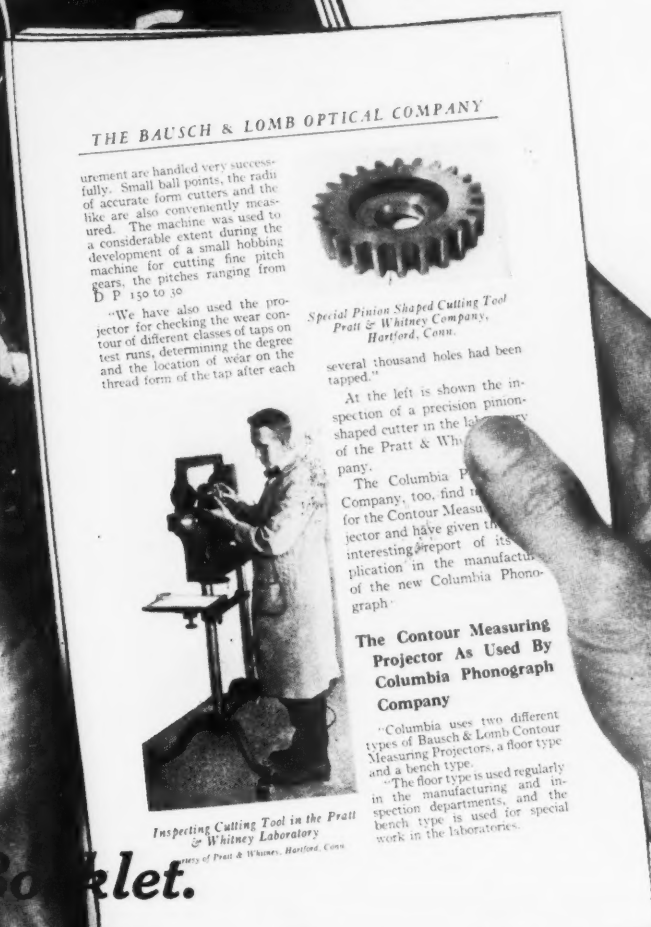 THE BAUSCH & LOMB OPTICAL COMPANY
urement are handled very success-
fully. Small ball points, the radii
of accurate form cutters and the
like are also conveniently meas-
ured. The machine was used to
a considerable extent during the
development of a small hobbing
machine for cutting fine pitch
gears, the pitches ranging from
D P 150 to 30
"We have also used the pro-
jector for checking the wear con-
tour of different classes of taps on
test runs, determining the degree
and the location of wear on the
thread form of the tap after each
Inspecting Cutting Tool in the Pratt
& Whitney Laboratory
of Pratt & Whitney, Hartford, Conn.
Special Pinion Shaped Cutting Tool
Pratt & Whitney Company,
Hartford, Conn.
several thousand holes had been
tapped."
At the left is shown the in-
spection of a precision pinion-
shaped cutter in the
of the Pratt &
pany.
The Columbia
Company, too, find
for the Contour
jector and have given
interesting report of its
plication in the
of the new Columbia Phono-
graph.
The Contour Measuring
Projector As Used By
Columbia Phonograph
Company
"Columbia uses two different
types of Bausch & Lomb Contour
Measuring Projectors, a floor type
and a bench type.
"The floor type is used regularly
in the manufacturing and in-
spection departments, and the
bench type is used for special
work in the laboratories.